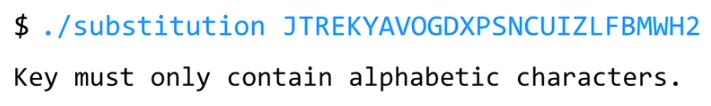 $ ./substitution JTREKYAVOGDXPSNCUIZLFBMWH2
Key must only contain alphabetic characters.